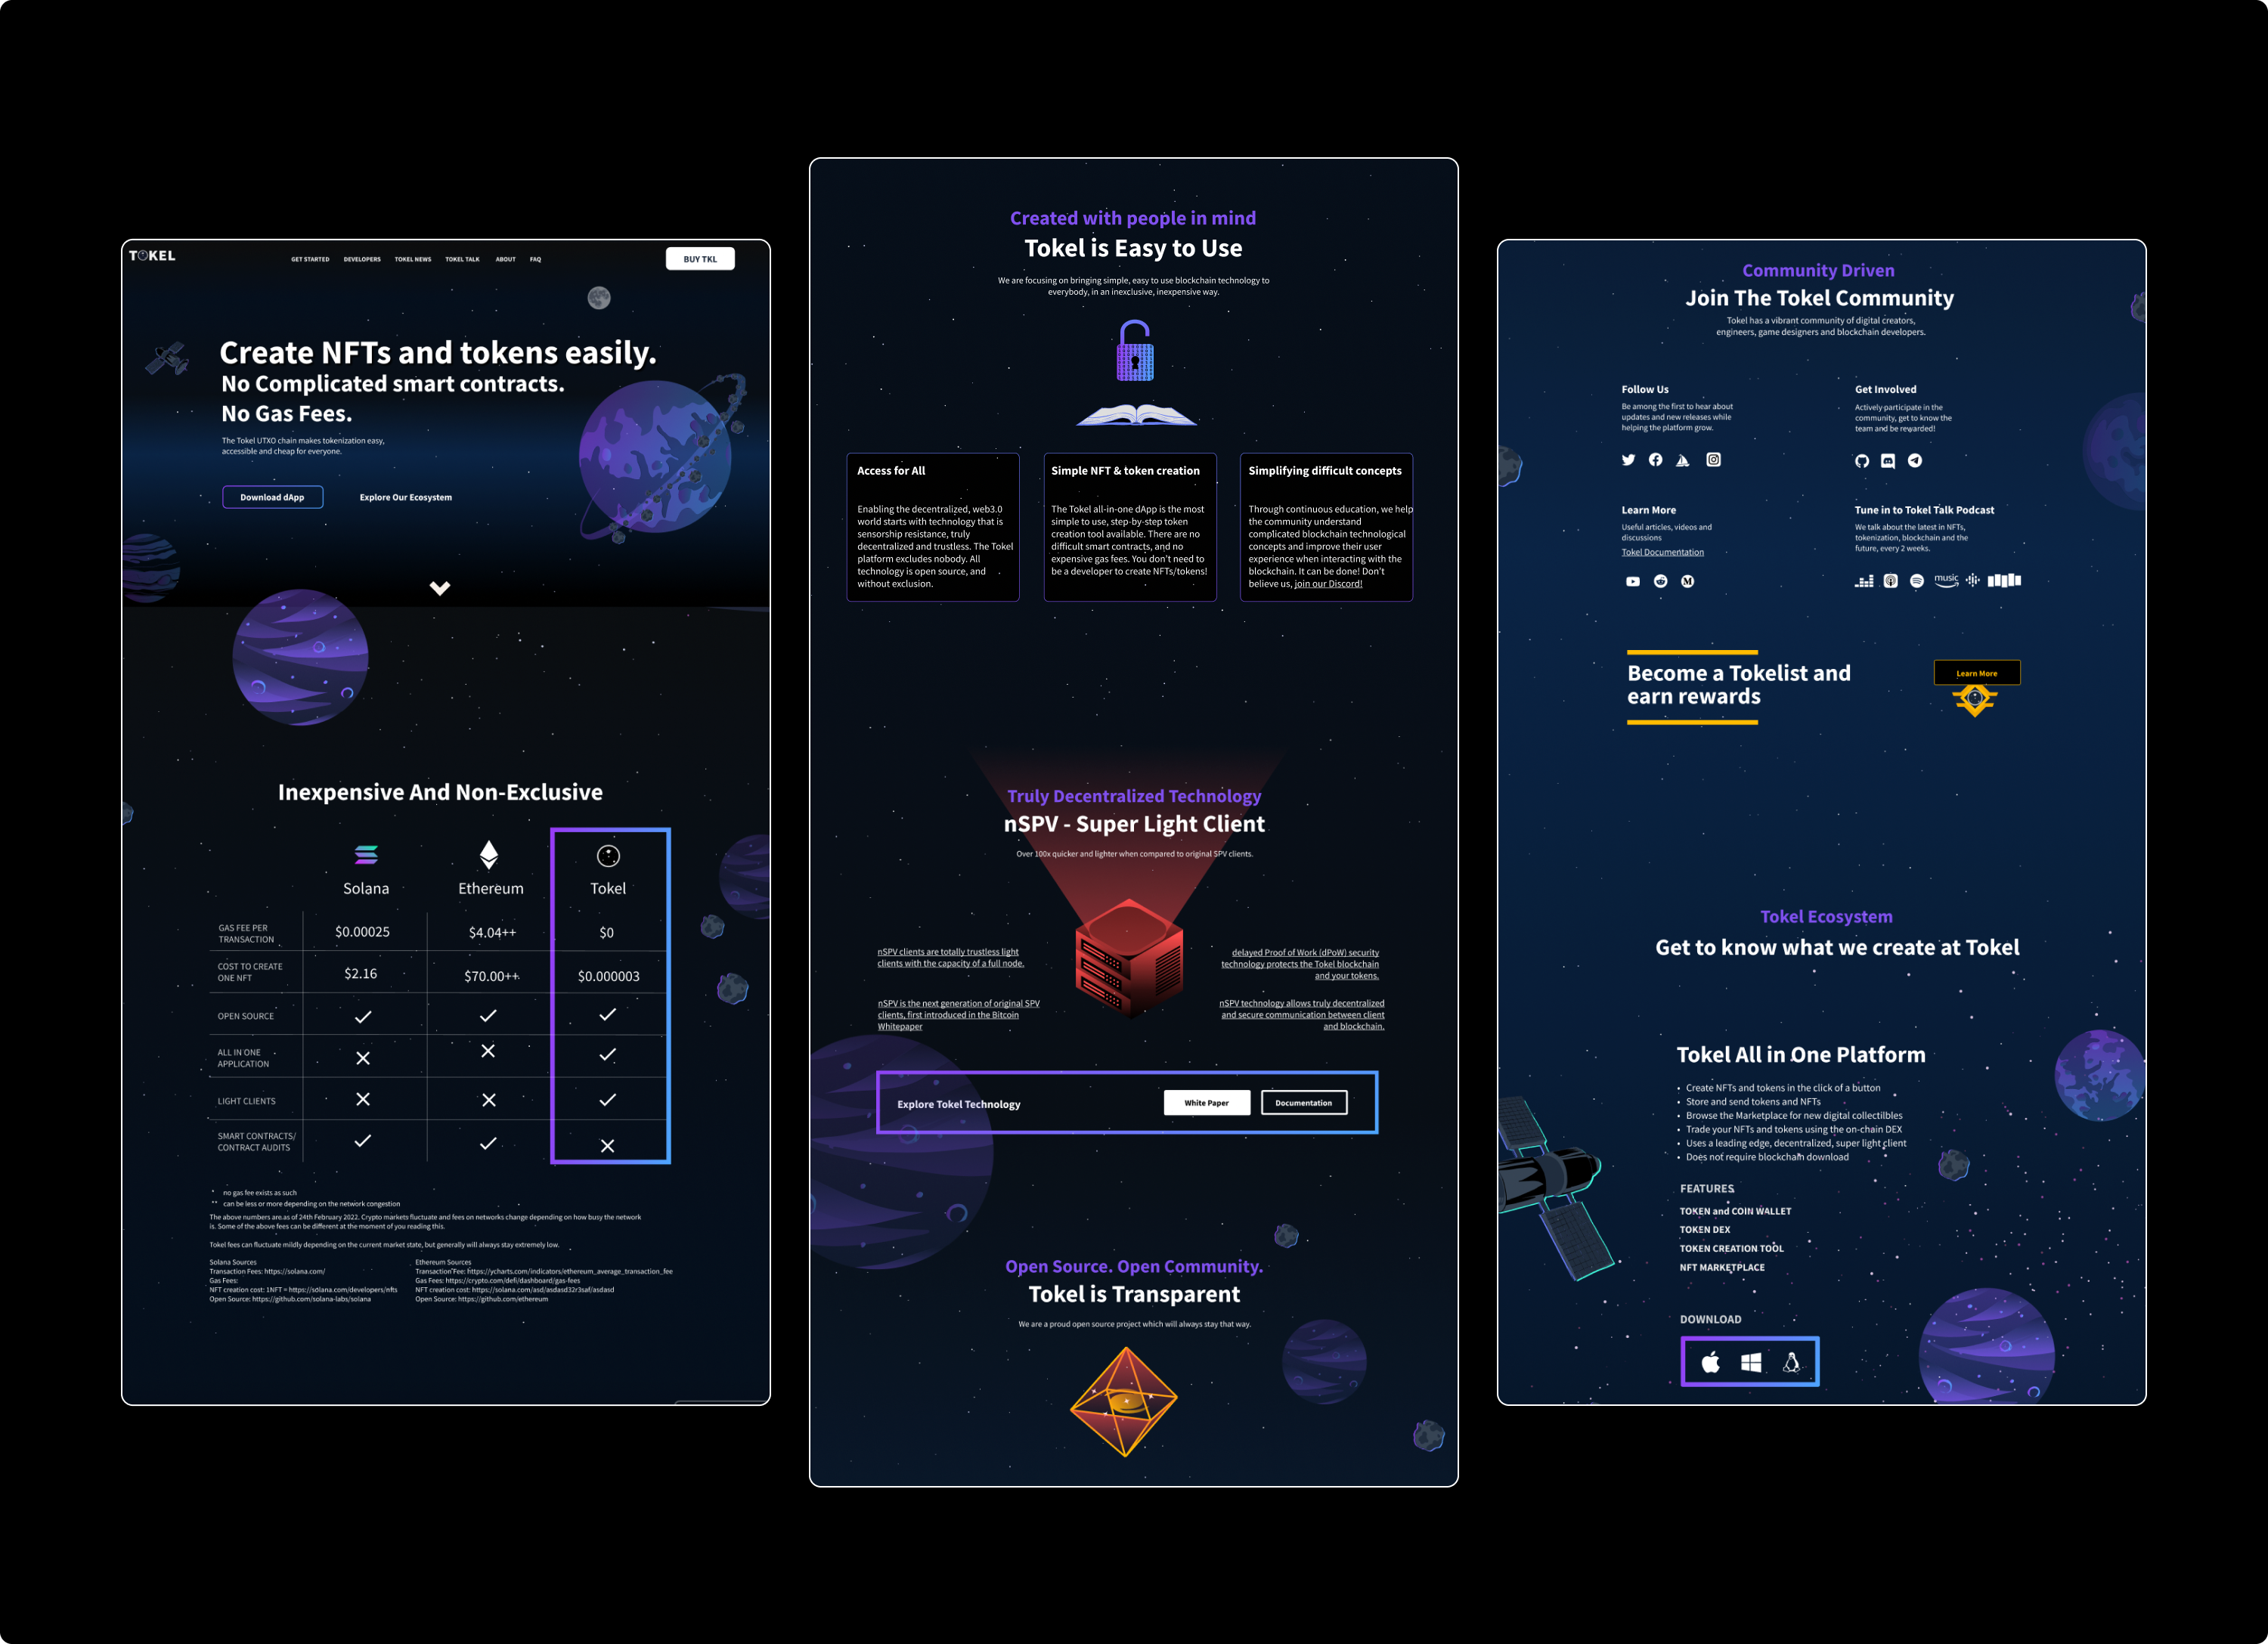 TOKEL
GET STARTED DEVELOPERS TOKEL NEWS TOKEL TALK ABOUT FAQ
BUY TKL
Create NFTs and tokens easily.
No Complicated smart contracts.
No Gas Fees.
The Tokel UTXO chain makes tokenization easy,
accessible and cheap for everyone.
Download dApp Explore Our Ecosystem
Inexpensive And Non-Exclusive
Solana Ethereum Tokel
GAS FEE PER
TRANSACTION
$0.00025 $4.04++ $0
COST TO CREATE
ONE NFT
$2.16 $70.00++ $0.000003
OPEN SOURCE
ALL IN ONE
APPLICATION
LIGHT CLIENTS
SMART CONTRACTS/
CONTRACT AUDITS
* no gas fee exists as such
** can be less or more depending on the network congestion
The above numbers are as of 24th February 2022. Crypto markets fluctuate and fees on networks change depending on how busy the network
is. Some of the above fees can be different at the moment of you reading this.
Tokel fees can fluctuate mildly depending on the current market state, but generally will always stay extremely low.
Solana Sources
Transaction Fees: https://solana.com/
Gas Fees:
NFT creation cost: 1NFT = https://solana.com/developers/nfts
Open Source: https://github.com/solana-labs/solana
Ethereum Sources
Transaction Fee: https://ycharts.com/indicators/ethereum_average_transaction_fee
Gas Fees: https://crypto.com/defi/dashboard/gas-fees
NFT creation cost: https://solana.com/asd/asdasd32r3saf/asdasd
Open Source: https://github.com/ethereum
Created with people in mind
Tokel is Easy to Use
We are focusing on bringing simple, easy to use blockchain technology to
everybody, in an inexclusive, inexpensive way.
Access for All
Enabling the decentralized, web3.0
world starts with technology that is
sensorship resistance, truly
decentralized and trustless. The Tokel
platform excludes nobody. All
technology is open source, and
without exclusion.
Simple NFT & token creation
The Tokel all-in-one dApp is the most
simple to use, step-by-step token
creation tool available. There are no
difficult smart contracts, and no
expensive gas fees. You don't need to
be a developer to create NFTs/tokens!
Simplifying difficult concepts
Through continuous education, we help
the community understand
complicated blockchain technological
concepts and improve their user
experience when interacting with the
blockchain. It can be done! Don't
believe us, join our Discord!
Truly Decentralized Technology
nSPV - Super Light Client
Over 100x quicker and lighter when compared to original SPV clients.
nSPV clients are totally trustless light
clients with the capacity of a full node.
nSPV is the next generation of original SPV
clients, first introduced in the Bitcoin
Whitepaper
delayed Proof of Work (dPoW) security
technology protects the Tokel blockchain
and your tokens.
nSPV technology allows truly decentralized
and secure communication between client
and blockchain.
Explore Tokel Technology White Paper Documentation
Open Source. Open Community.
Tokel is Transparent
We are a proud open source project which will always stay that way.
Community Driven
Join The Tokel Community
Tokel has a vibrant community of digital creators,
engineers, game designers and blockchain developers.
Follow Us
Be among the first to hear about
updates and new releases while
helping the platform grow.
Get Involved
Actively participate in the
community, get to know the
team and be rewarded!
Learn More
Useful articles, videos and
discussions
Tokel Documentation
Tune in to Tokel Talk Podcast
We talk about the latest in NFTs,
tokenization, blockchain and the
future, every 2 weeks.
music
Become a Tokelist and
earn rewards
Learn More
Tokel Ecosystem
Get to know what we create at Tokel
Tokel All in One Platform
• Create NFTs and tokens in the click of a button
• Store and send tokens and NFTs
• Browse the Marketplace for new digital collectilbles
• Trade your NFTs and tokens using the on-chain DEX
• Uses a leading edge, decentralized, super light client
• Does not require blockchain download
FEATURES
TOKEN and COIN WALLET
TOKEN DEX
TOKEN CREATION TOOL
NFT MARKETPLACE
DOWNLOAD